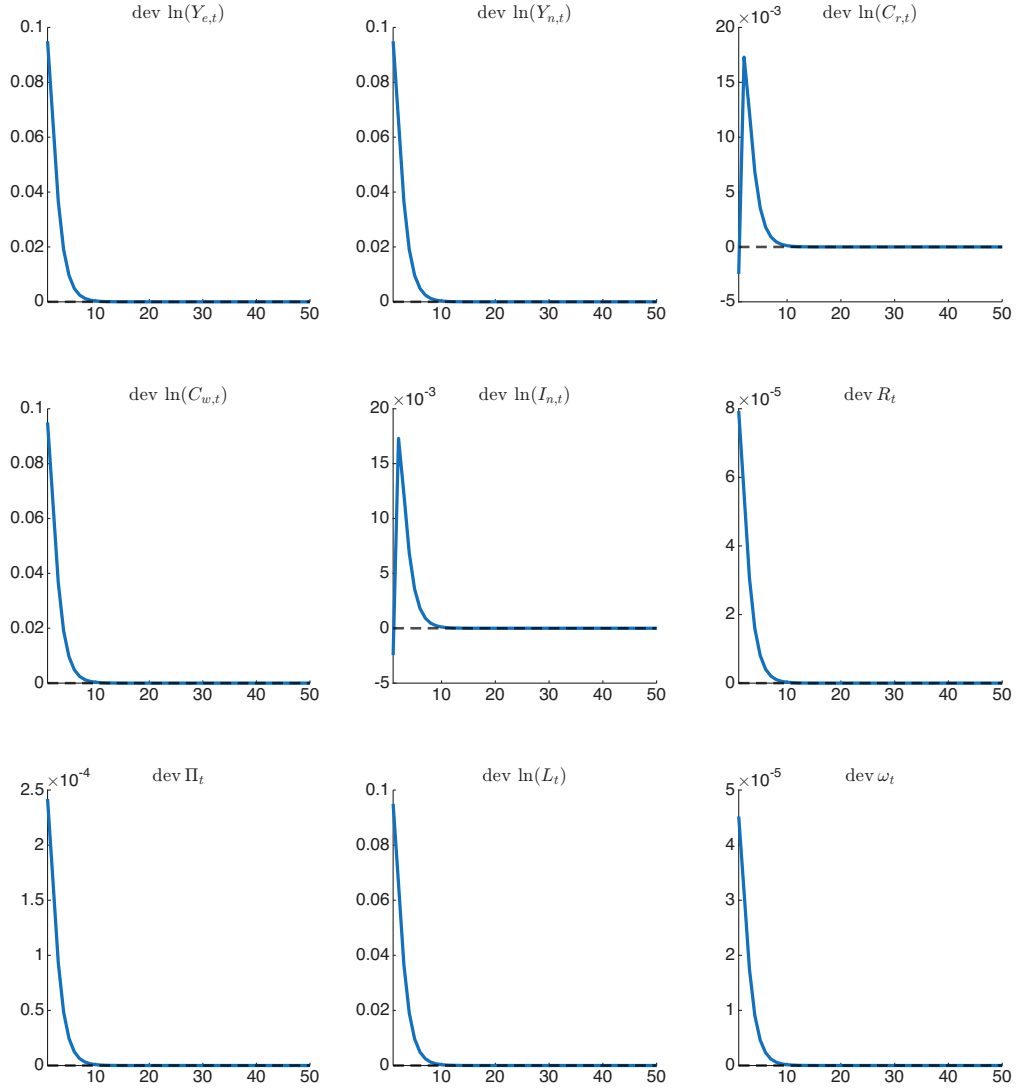 dev ln(Y_{e,t})
0.1
0.08
0.06
0.04
0.02
0
10 20 30 40 50
dev ln(Y_{n,t})
0.1
0.08
0.06
0.04
0.02
0
10 20 30 40 50
dev ln(C_{r,t})
20 ×10^{-3}
15
10
5
0
-5
10 20 30 40 50
dev ln(C_{w,t})
0.1
0.08
0.06
0.04
0.02
0
10 20 30 40 50
dev ln(I_{n,t})
20 ×10^{-3}
15
10
5
0
-5
10 20 30 40 50
dev R_t
8 ×10^{-5}
6
4
2
0
10 20 30 40 50
dev Π_t
2.5 ×10^{-4}
2
1.5
1
0.5
0
10 20 30 40 50
dev ln(L_t)
0.1
0.08
0.06
0.04
0.02
0
10 20 30 40 50
dev ω_t
5 ×10^{-5}
4
3
2
1
0
10 20 30 40 50